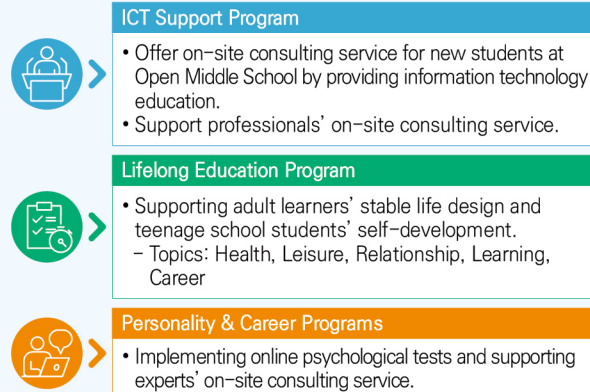 ICT Support Program
• Offer on-site consulting service for new students at
Open Middle School by providing information technology
education.
• Support professionals' on-site consulting service.
Lifelong Education Program
• Supporting adult learners' stable life design and
teenage school students' self-development.
- Topics: Health, Leisure, Relationship, Learning,
Career
Personality & Career Programs
• Implementing online psychological tests and supporting
experts' on-site consulting service.